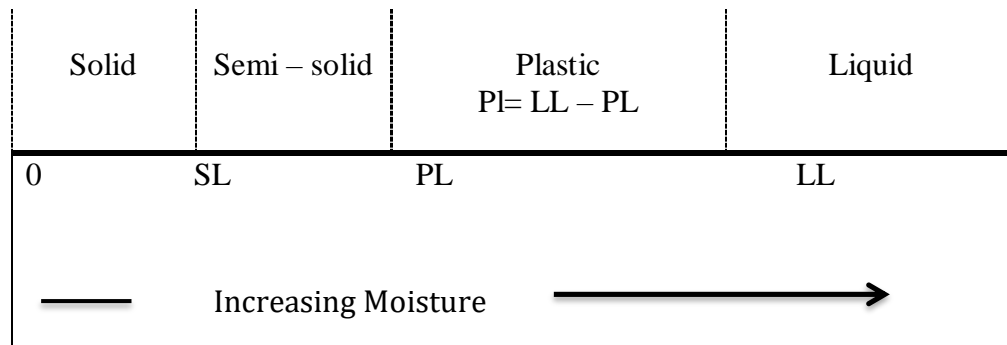 Solid Semi – solid Plastic Liquid
Pl= LL – PL
0 SL PL LL
Increasing Moisture